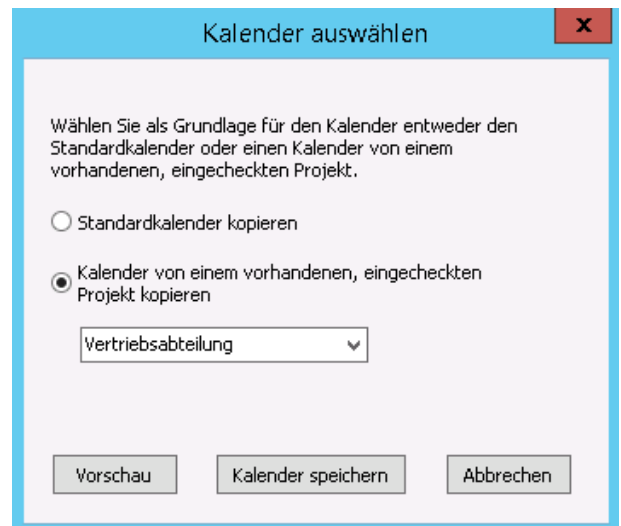 Kalender auswählen
x
Wählen Sie als Grundlage für den Kalender entweder den
Standardkalender oder einen Kalender von einem
vorhandenen, eingecheckten Projekt.
Standardkalender kopieren
Kalender von einem vorhandenen, eingecheckten
Projekt kopieren
Vertriebsabteilung
Vorschau
Kalender speichern
Abbrechen